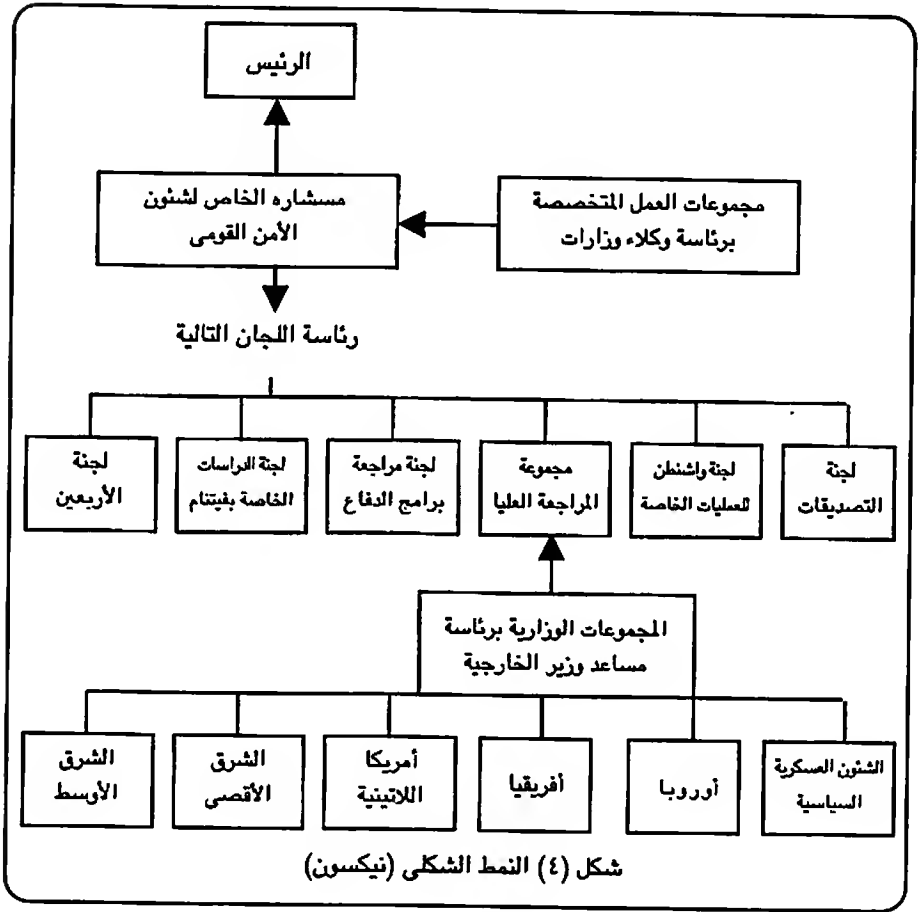 الرئيس
مجموعات العمل المتخصصة
برئاسة وكلاء وزارات
مسشاره الخاص لشئون
الأمن القومى
رئاسة اللجان التالية
لجنة
التصديقات
لجنة واشنطن
للعمليات الخاصة
مجموعة
المراجعة العليا
لجنة مراجعة
برامج الدفاع
لجنة الدراسات
الخاصة بفيتنام
لجنة
الأربعين
المجموعات الوزارية برئاسة
مساعد وزير الخارجية
الشئون العسكرية
السياسية
أوروبا
أفريقيا
أمريكا
اللاتينية
الشرق
الأقصى
الشرق
الأوسط
شكل (٤) النمط الشكلى (نيكسون)